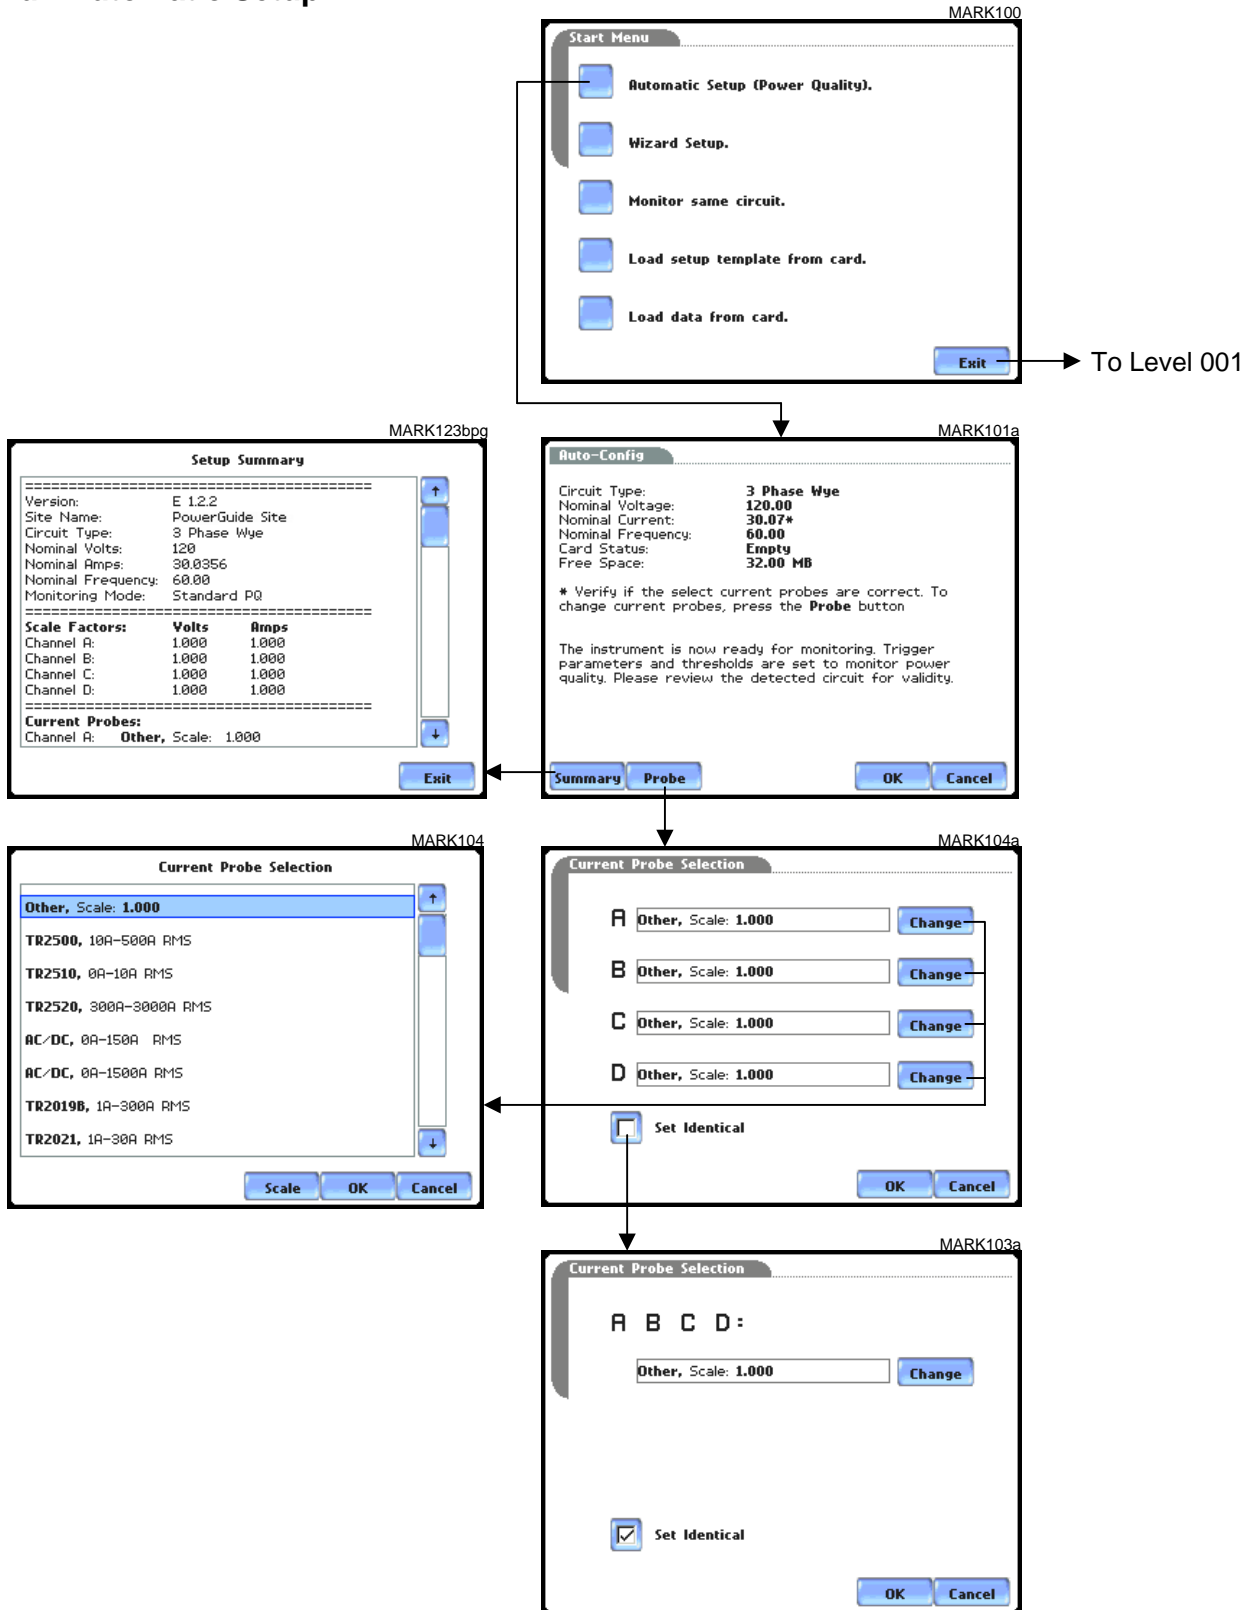 MARK100
Start Menu
Automatic Setup (Power Quality).
Wizard Setup.
Monitor same circuit.
Load setup template from card.
Load data from card.
Exit
To Level 001
MARK123bpg
Setup Summary
========================================
Version: E 1.2.2
Site Name: PowerGuide Site
Circuit Type: 3 Phase Wye
Nominal Volts: 120
Nominal Amps: 30.0356
Nominal Frequency: 60.00
Monitoring Mode: Standard PQ
========================================
Scale Factors: Volts Amps
Channel A: 1.000 1.000
Channel B: 1.000 1.000
Channel C: 1.000 1.000
Channel D: 1.000 1.000
========================================
Current Probes:
Channel A: Other, Scale: 1.000
Exit
MARK101a
Auto-Config
Circuit Type: 3 Phase Wye
Nominal Voltage: 120.00
Nominal Current: 30.07*
Nominal Frequency: 60.00
Card Status: Empty
Free Space: 32.00 MB
* Verify if the select current probes are correct. To
change current probes, press the Probe button
The instrument is now ready for monitoring. Trigger
parameters and thresholds are set to monitor power
quality. Please review the detected circuit for validity.
Summary Probe OK Cancel
MARK104
Current Probe Selection
Other, Scale: 1.000
TR2500, 10A-500A RMS
TR2510, 0A-10A RMS
TR2520, 300A-3000A RMS
AC/DC, 0A-150A RMS
AC/DC, 0A-1500A RMS
TR2019B, 1A-300A RMS
TR2021, 1A-30A RMS
Scale OK Cancel
MARK104a
Current Probe Selection
A Other, Scale: 1.000 Change
B Other, Scale: 1.000 Change
C Other, Scale: 1.000 Change
D Other, Scale: 1.000 Change
Set Identical
OK Cancel
MARK103a
Current Probe Selection
A B C D:
Other, Scale: 1.000 Change
Set Identical
OK Cancel